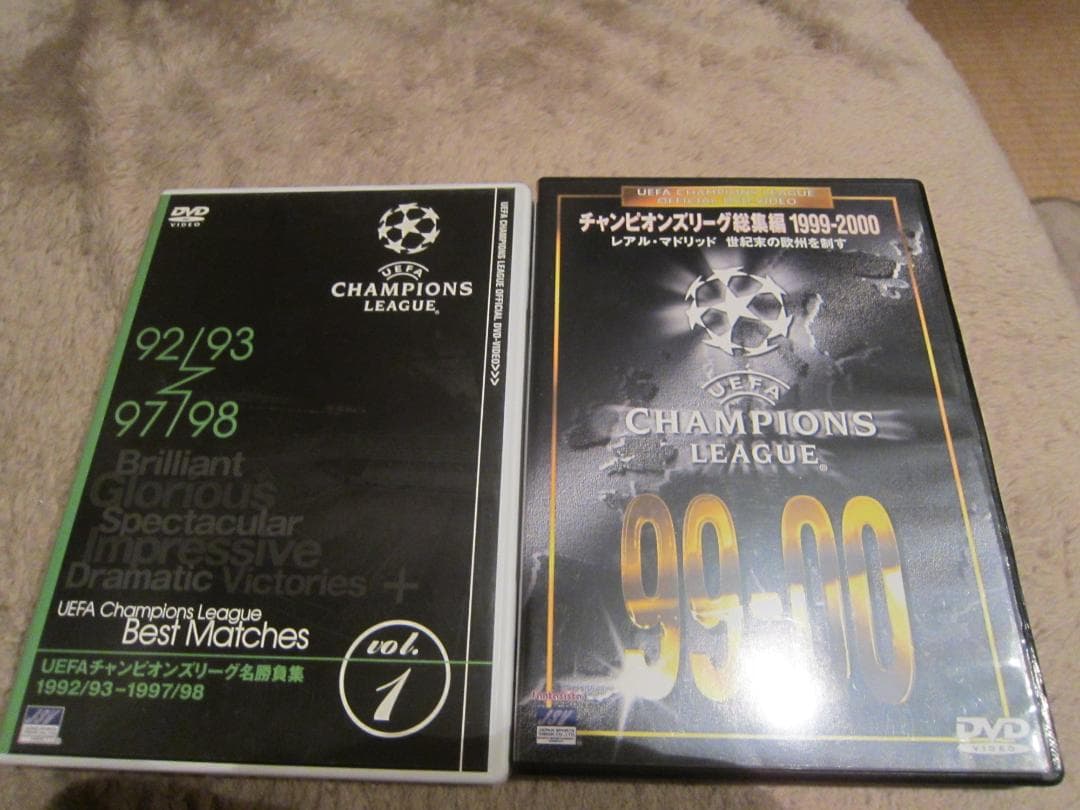 DVD
VIDEO
UEFA
CHAMPIONS
LEAGUE®
UEFA CHAMPIONS LEAGUE OFFICIAL DVD-VIDEO>>>
92/93
97/98
Brilliant
Glorious
Spectacular
Impressive
Dramatic Victories +
UEFA Champions League
Best Matches
vol.
1
UEFAチャンピオンズリーグ名勝負集
1992/93-1997/98
JSV
UEFA CHAMPIONS LEAGUE
OFFICIAL DVD-VIDEO
チャンピオンズリーグ総集編 1999-2000
レアル・マドリッド 世紀末の欧州を制す
UEFA
CHAMPIONS
LEAGUE®
99-00
fantasista
JSV
DVD
VIDEO